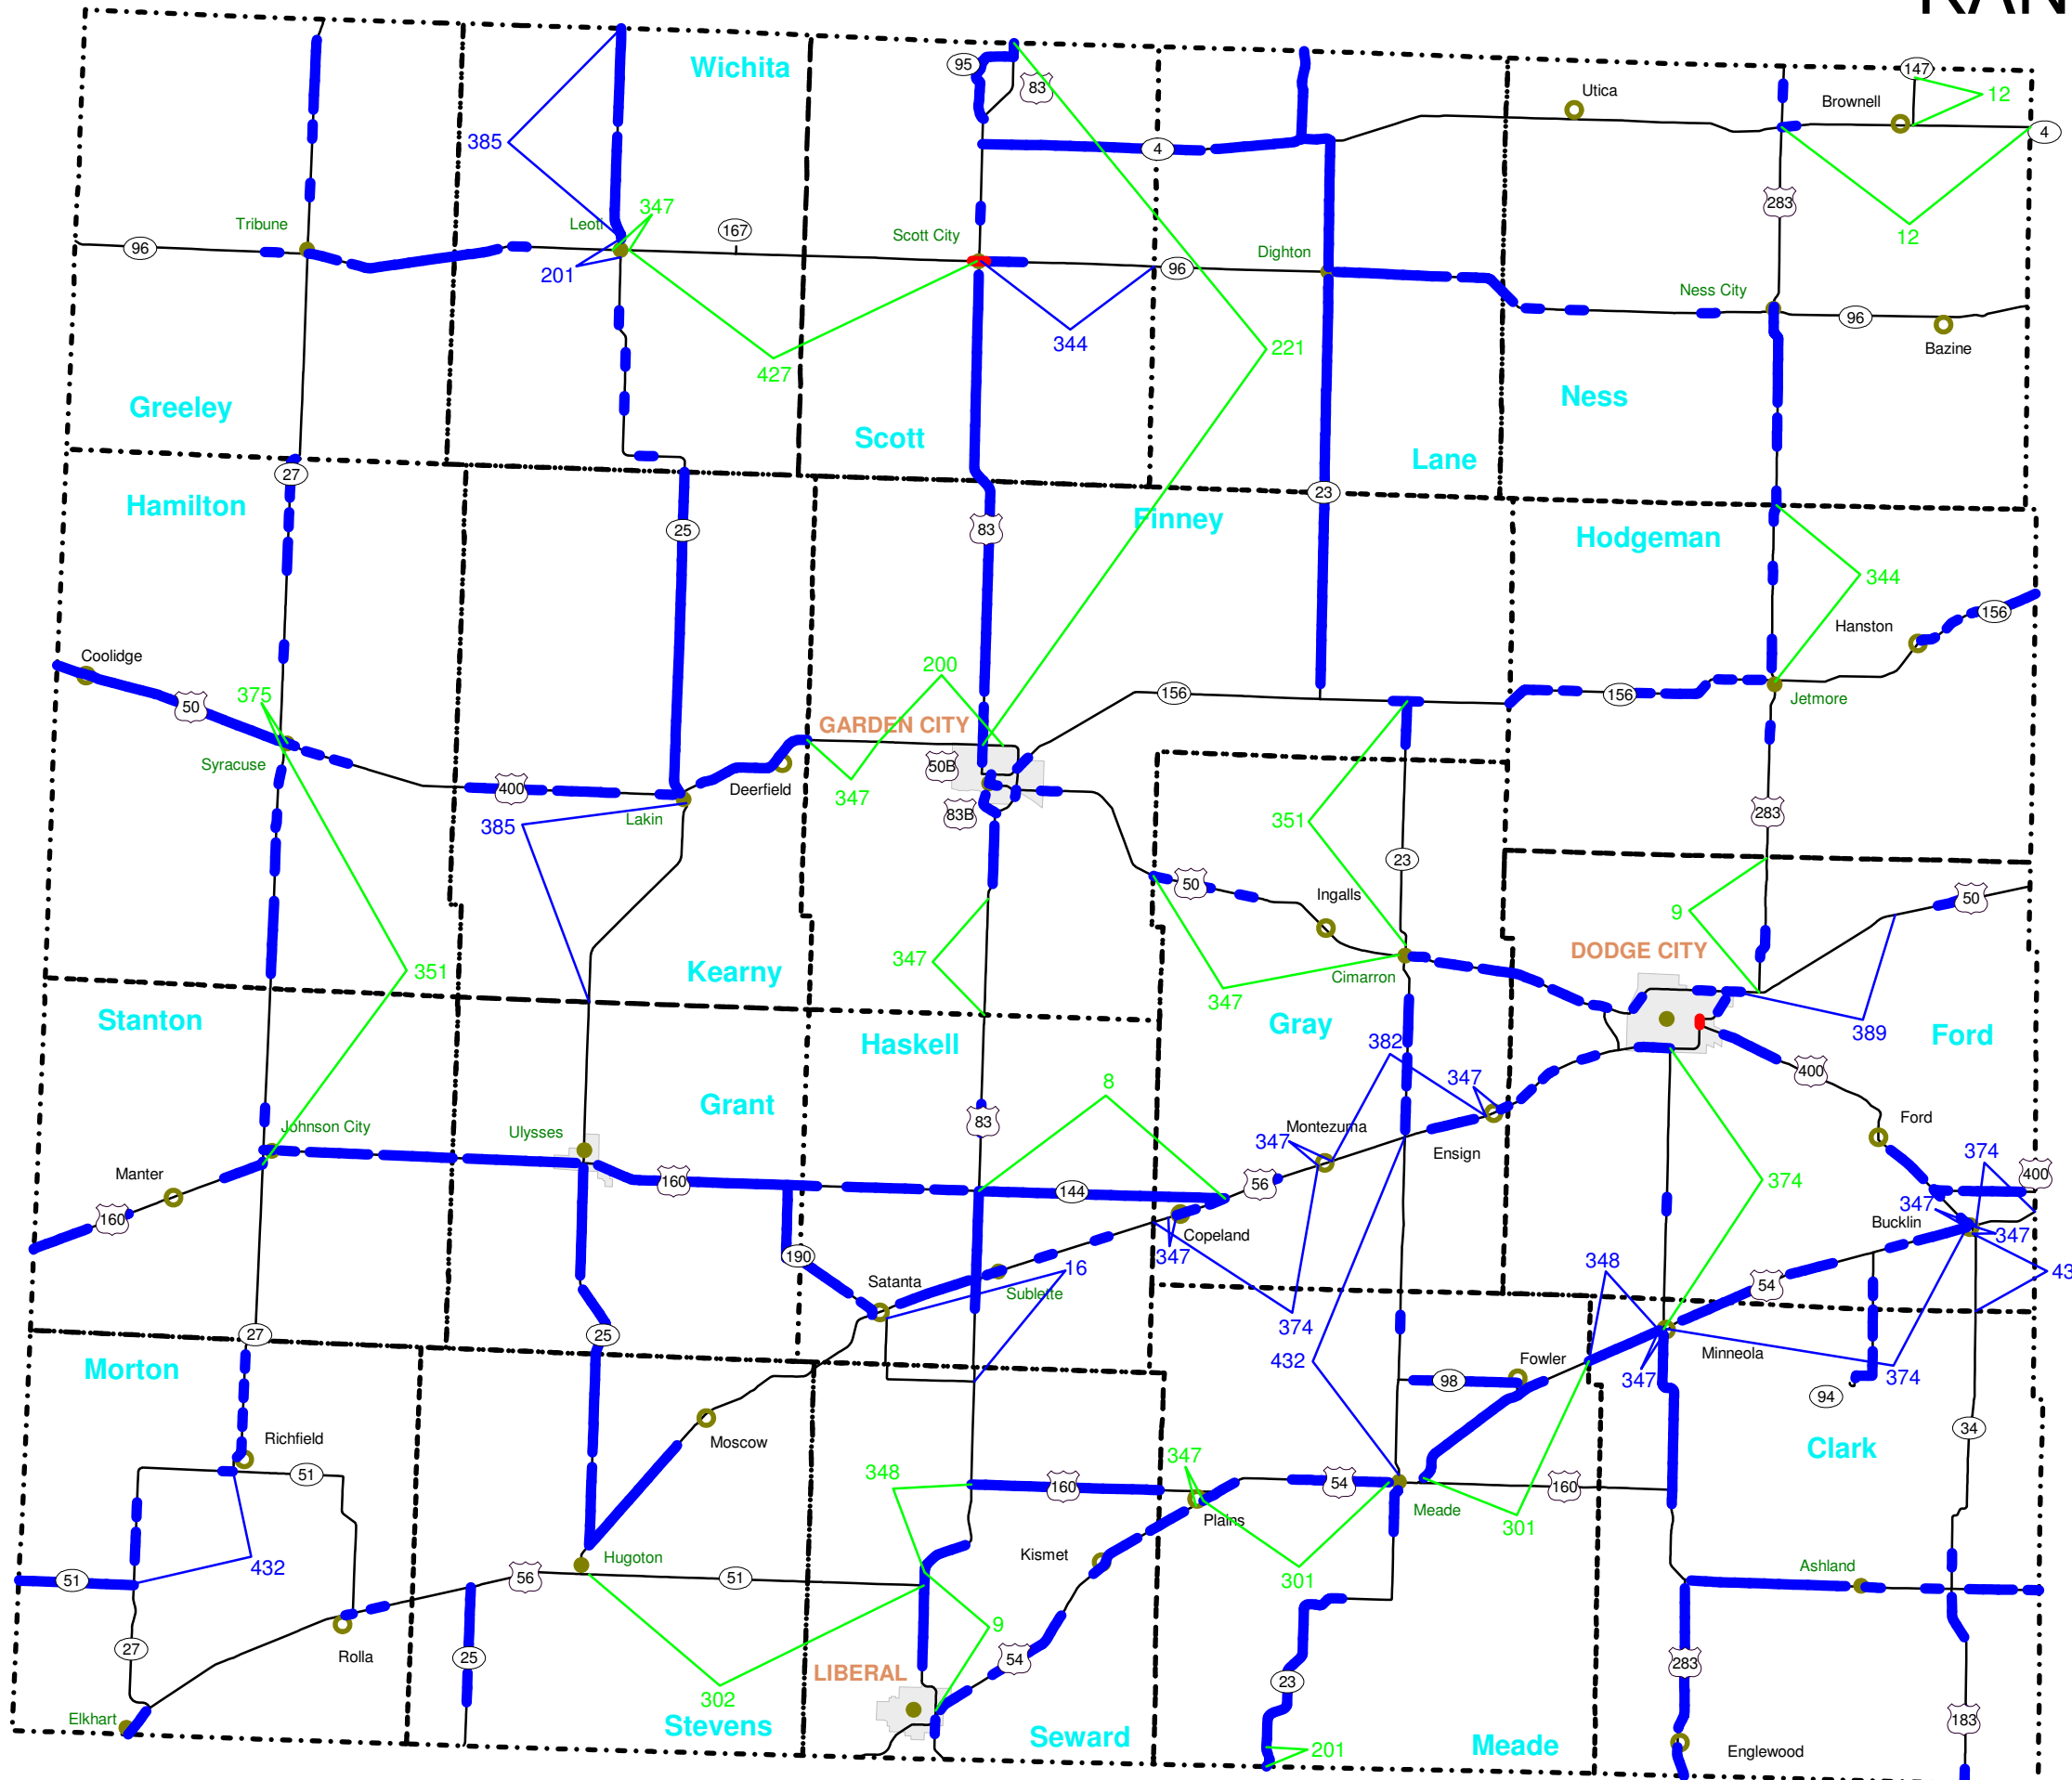 RAN
Wichita
95
83
Utica
Brownell
147
12
385
4
4
283
347
Tribune
Leoti
167
Scott City
Dighton
12
96
201
96
Ness City
96
344
221
Bazine
427
Greeley
Ness
Scott
Lane
27
Hamilton
23
Finney
25
83
Hodgeman
344
156
Hanston
Coolidge
200
375
50
156
156
Jetmore
GARDEN CITY
Syracuse
50B
400
Deerfield
347
283
385
Lakin
83B
351
23
50
Ingalls
50
9
DODGE CITY
347
Kearny
Cimarron
351
347
Stanton
Gray
389
Haskell
382
Ford
400
8
347
Grant
83
Ford
Johnson City
Ulysses
Montezuma
347
Ensign
374
Manter
400
160
56
374
144
347
160
Bucklin
Copeland
347
190
347
16
348
43
Satanta
54
Sublette
374
27
25
432
Fowler
Minneola
Morton
98
347
374
94
34
Richfield
Moscow
Clark
51
348
347
160
54
160
Meade
Plains
301
Kismet
432
Hugoton
Ashland
51
56
51
301
9
27
Rolla
25
54
283
LIBERAL
23
302
Elkhart
Stevens
183
Seward
201
Meade
Englewood